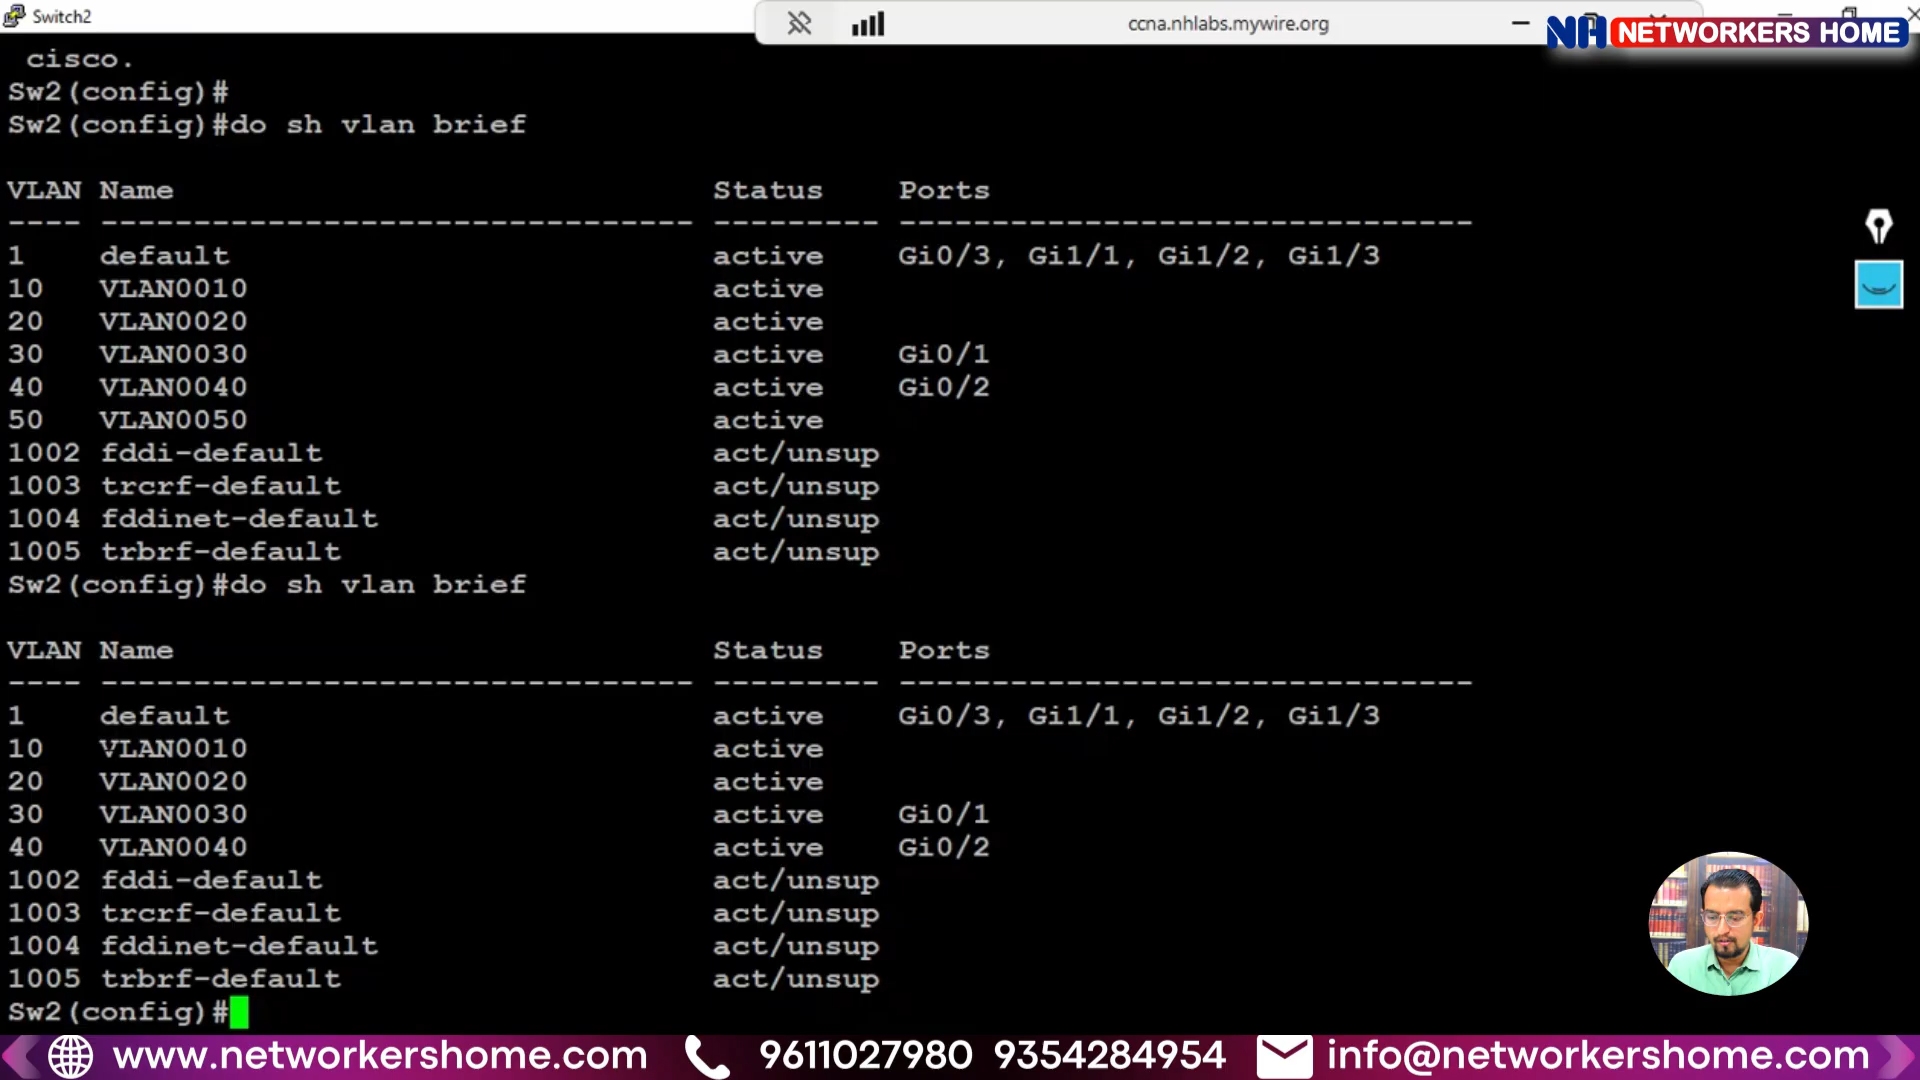 Switch2
ccna.nhlabs.mywire.org
NH NETWORKERS HOME
cisco.
Sw2(config)#
Sw2(config)#do sh vlan brief
VLAN Name Status Ports
---- -------------------------------- --------- -------------------------------
1 default active Gi0/3, Gi1/1, Gi1/2, Gi1/3
10 VLAN0010 active
20 VLAN0020 active
30 VLAN0030 active Gi0/1
40 VLAN0040 active Gi0/2
50 VLAN0050 active
1002 fddi-default act/unsup
1003 trcrf-default act/unsup
1004 fddinet-default act/unsup
1005 trbrf-default act/unsup
Sw2(config)#do sh vlan brief
VLAN Name Status Ports
---- -------------------------------- --------- -------------------------------
1 default active Gi0/3, Gi1/1, Gi1/2, Gi1/3
10 VLAN0010 active
20 VLAN0020 active
30 VLAN0030 active Gi0/1
40 VLAN0040 active Gi0/2
1002 fddi-default act/unsup
1003 trcrf-default act/unsup
1004 fddinet-default act/unsup
1005 trbrf-default act/unsup
Sw2(config)#
www.networkershome.com 9611027980 9354284954 info@networkershome.com